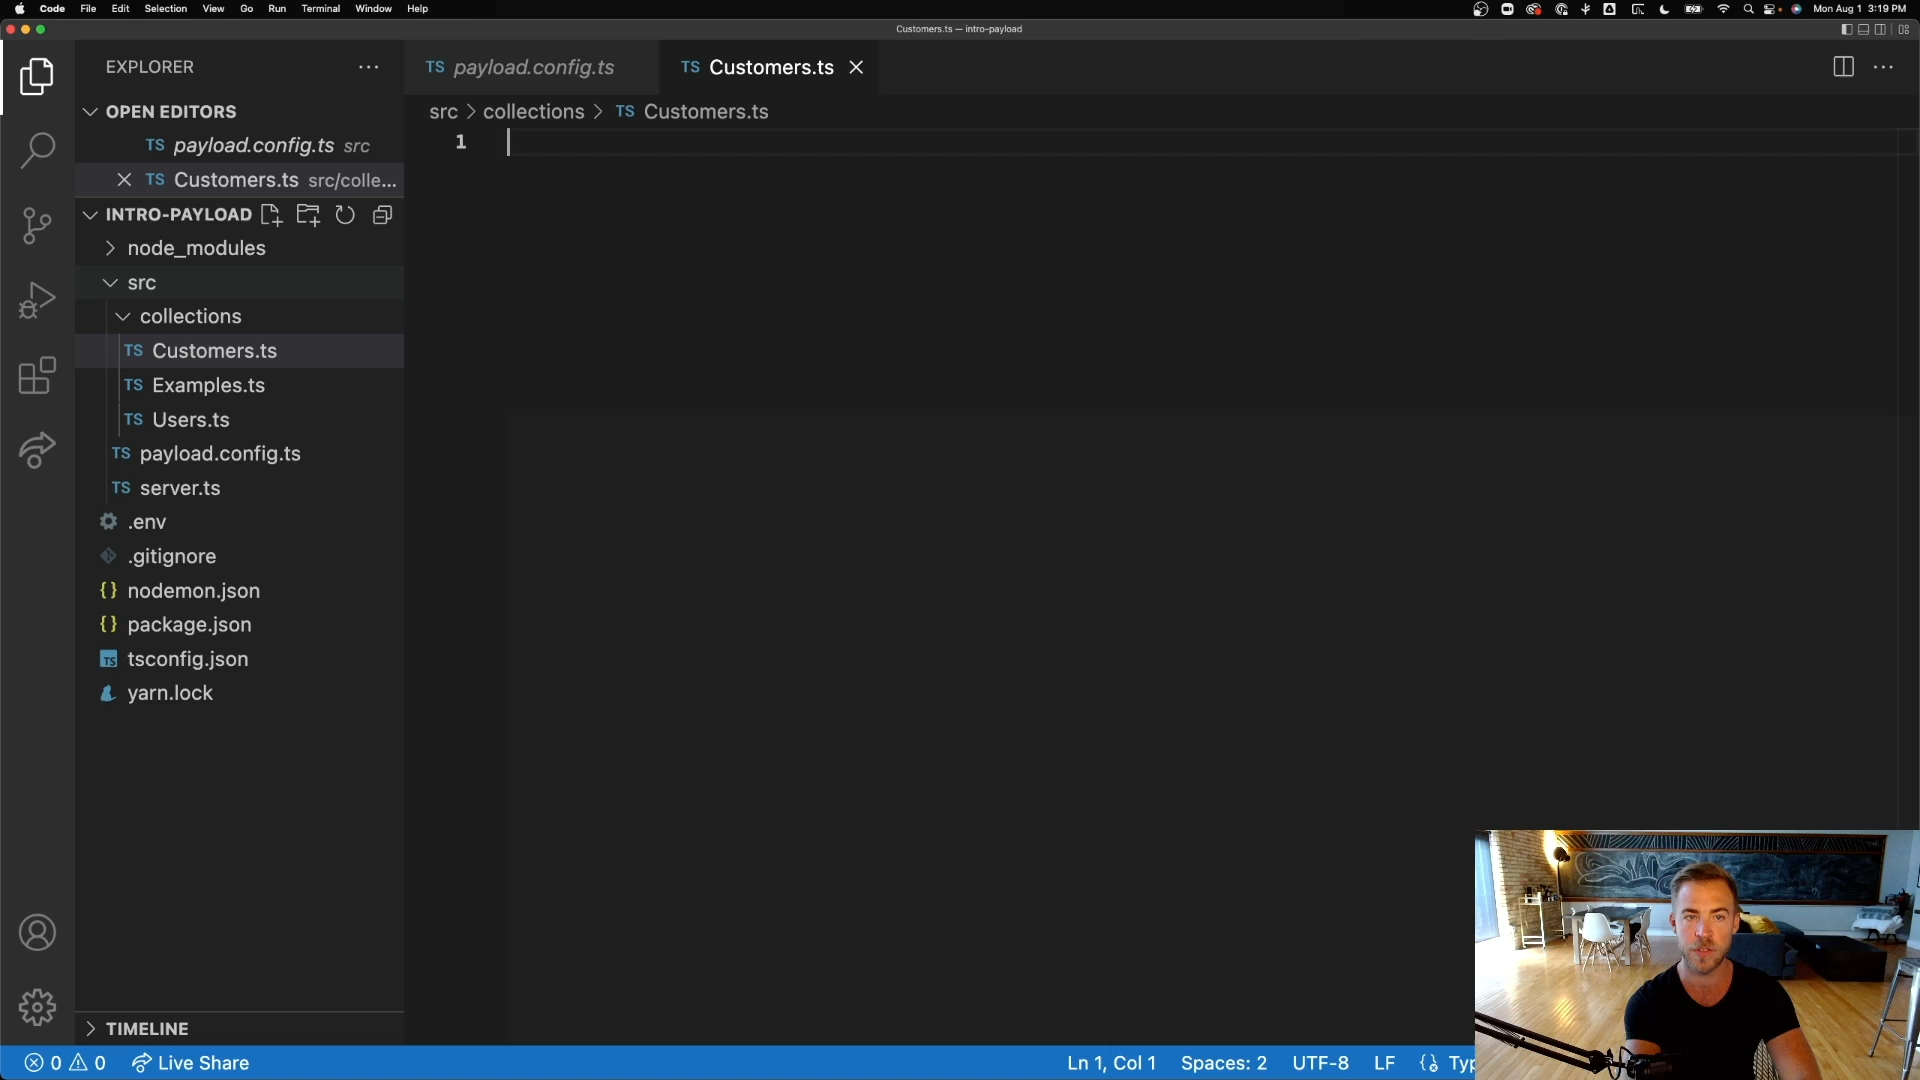 Code File Edit Selection View Go Run Terminal Window Help
Mon Aug 1 3:19 PM
Customers.ts — intro-payload
EXPLORER
TS payload.config.ts
TS Customers.ts
OPEN EDITORS
TS payload.config.ts src
TS Customers.ts src/colle...
INTRO-PAYLOAD
node_modules
src
collections
TS Customers.ts
TS Examples.ts
TS Users.ts
TS payload.config.ts
TS server.ts
.env
.gitignore
{} nodemon.json
{} package.json
TS tsconfig.json
yarn.lock
TIMELINE
src > collections > TS Customers.ts
1
0 0 Live Share
Ln 1, Col 1 Spaces: 2 UTF-8 LF Typ